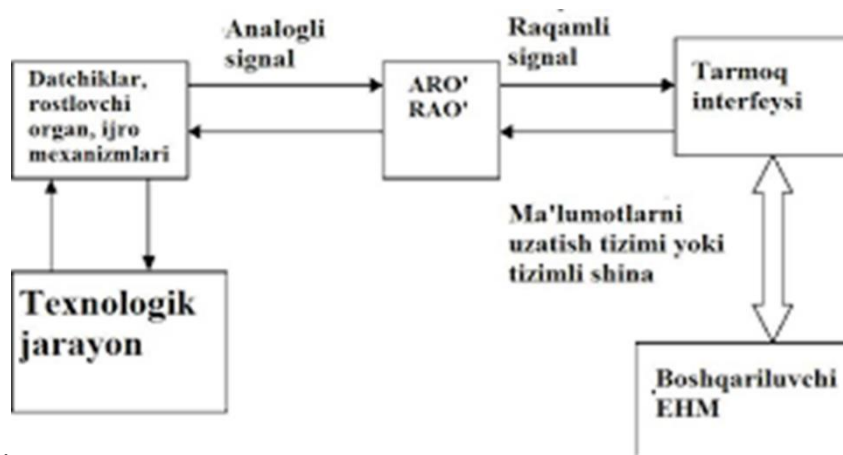 Analogli
signal
Raqamli
signal
Datchiklar,
rostlovchi
organ, ijro
mexanizmlari
ARO'
RAO'
Tarmoq
interfeysi
Ma'lumotlarni
uzatish tizimi yoki
tizimli shina
Texnologik
jarayon
Boshqariluvchi
EHM